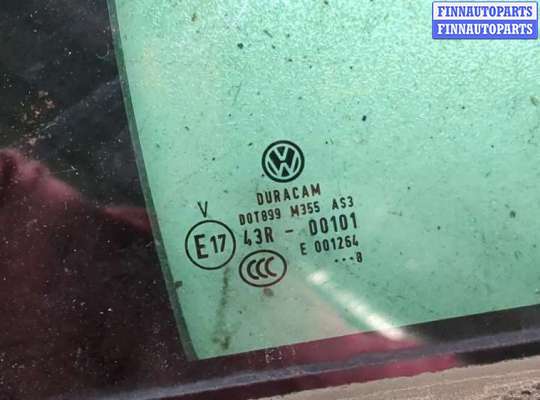 FINNAUTOPARTS
FINNAUTOPARTS
VW
DURACAM
DOT899 M355 AS3
V
E17 43R - 00101
E 001264
CCC
...8